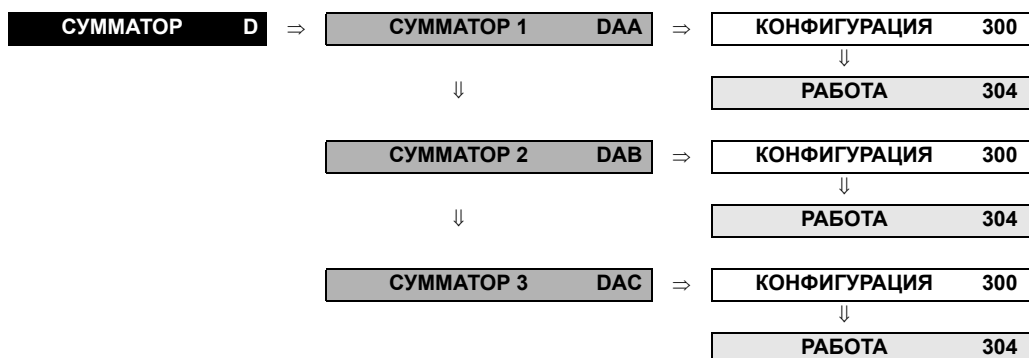 СУММАТОР D ⇒ СУММАТОР 1 DAA ⇒ КОНФИГУРАЦИЯ 300
⇓
⇓ РАБОТА 304
СУММАТОР 2 DAB ⇒ КОНФИГУРАЦИЯ 300
⇓
⇓ РАБОТА 304
СУММАТОР 3 DAC ⇒ КОНФИГУРАЦИЯ 300
⇓
РАБОТА 304